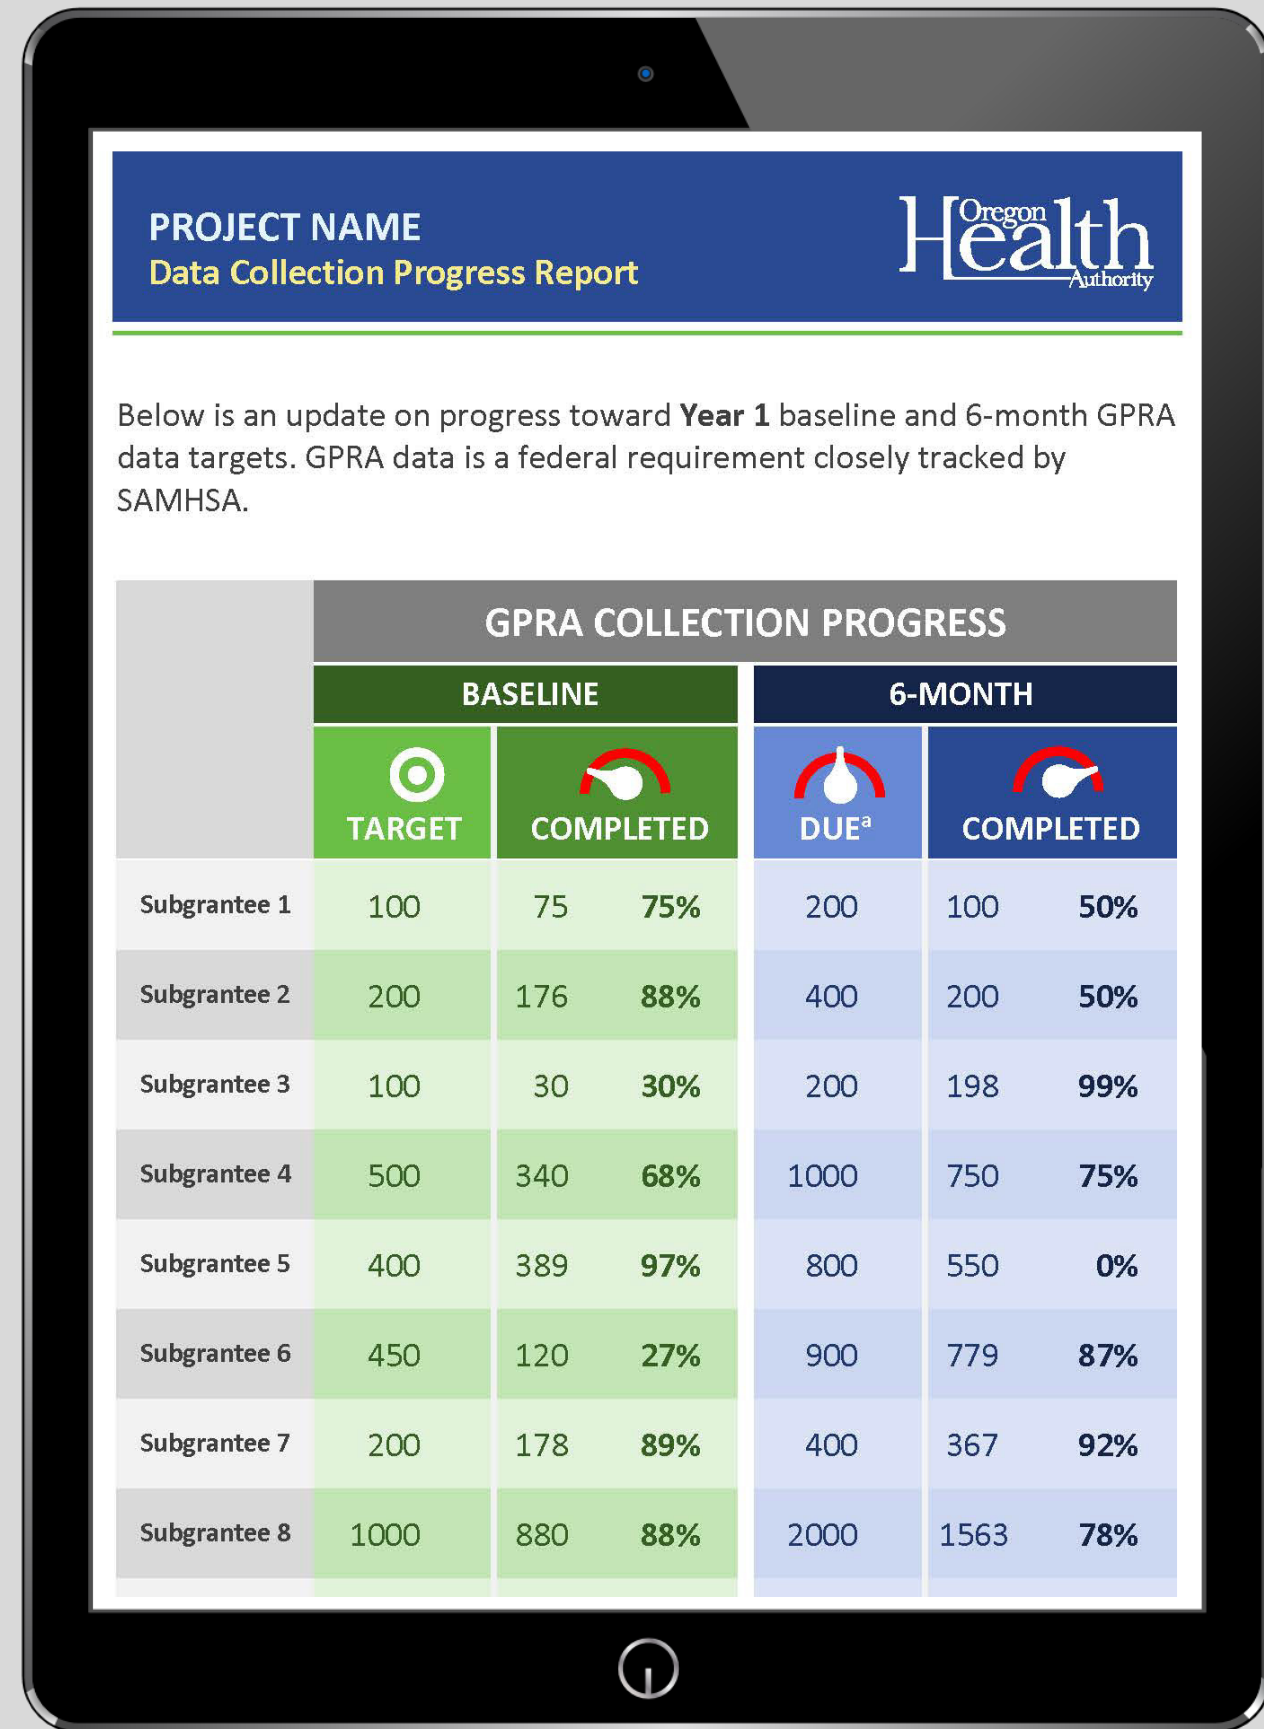 PROJECT NAME
Data Collection Progress Report
Oregon
Health
Authority
Below is an update on progress toward Year 1 baseline and 6-month GPRA
data targets. GPRA data is a federal requirement closely tracked by
SAMHSA.
GPRA COLLECTION PROGRESS
BASELINE 6-MONTH
TARGET COMPLETED DUEᵃ COMPLETED
Subgrantee 1 100 75 75% 200 100 50%
Subgrantee 2 200 176 88% 400 200 50%
Subgrantee 3 100 30 30% 200 198 99%
Subgrantee 4 500 340 68% 1000 750 75%
Subgrantee 5 400 389 97% 800 550 0%
Subgrantee 6 450 120 27% 900 779 87%
Subgrantee 7 200 178 89% 400 367 92%
Subgrantee 8 1000 880 88% 2000 1563 78%